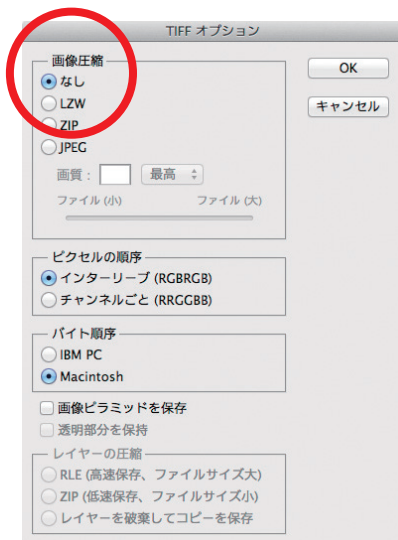 TIFF オプション
画像圧縮
なし
LZW
ZIP
JPEG
画質：
最高
ファイル (小)
ファイル (大)
OK
キャンセル
ピクセルの順序
インターリーブ (RGBRGB)
チャンネルごと (RRGGBB)
バイト順序
IBM PC
Macintosh
画像ピラミッドを保存
透明部分を保持
レイヤーの圧縮
RLE (高速保存、ファイルサイズ大)
ZIP (低速保存、ファイルサイズ小)
レイヤーを破棄してコピーを保存